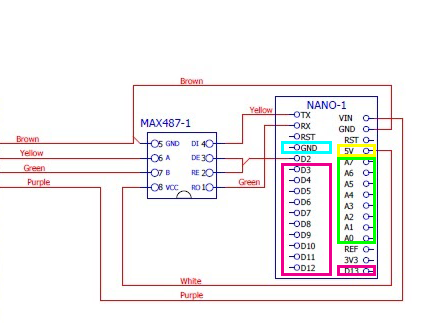 Brown
NANO-1
Yellow
TX
VIN
MAX487-1
RX
GND
RST
RST
Brown
5 GND
DI 4
GND
5V
Yellow
6 A
DE 3
D2
A7
Green
7 B
RE 2
D3
A6
Purple
8 VCC
RO 1
Green
D4
A5
D5
A4
D6
A3
D7
A2
D8
A1
D9
A0
D10
REF
D11
3V3
D12
D13
White
Purple